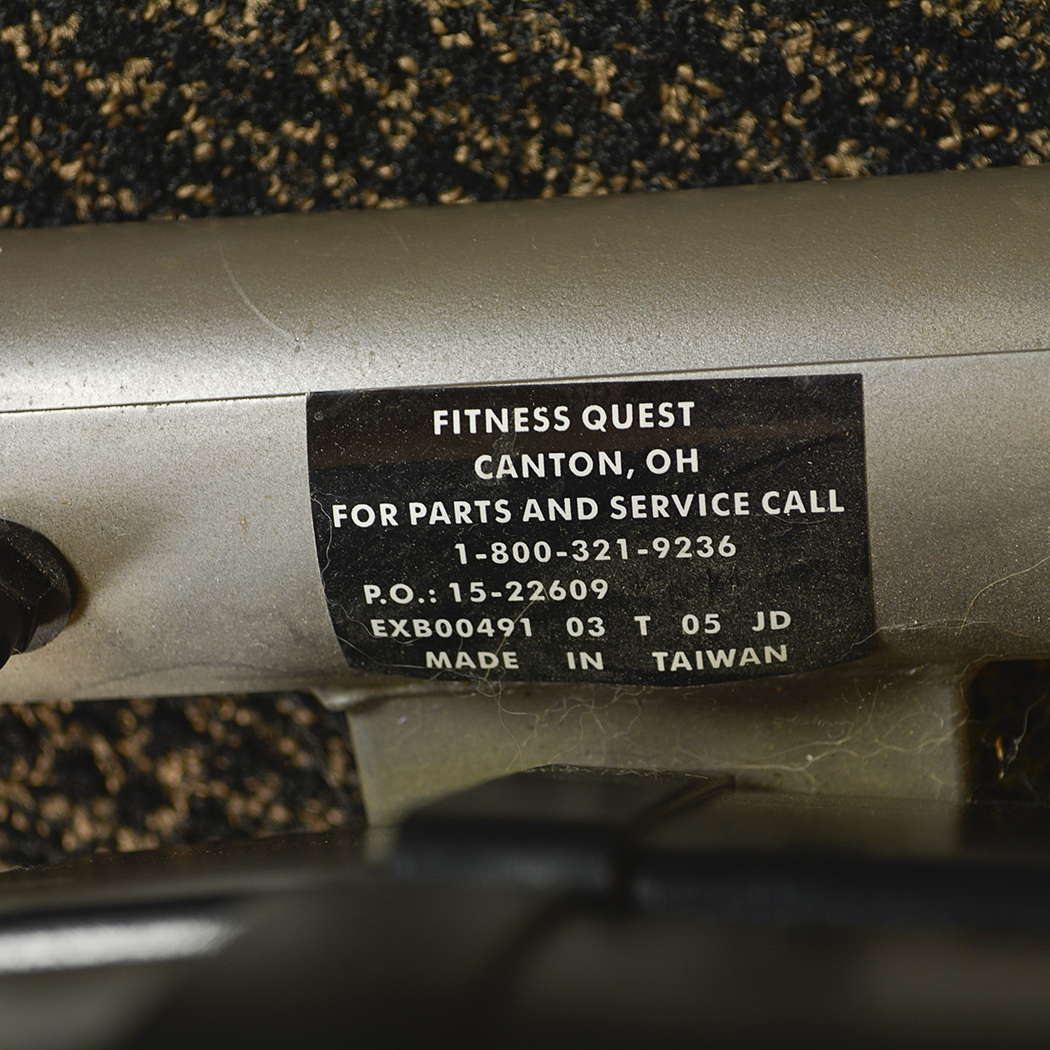 FITNESS QUEST
CANTON, OH
FOR PARTS AND SERVICE CALL
1-800-321-9236
P.O.: 15-22609
EXB00491 03 T 05 JD
MADE IN TAIWAN